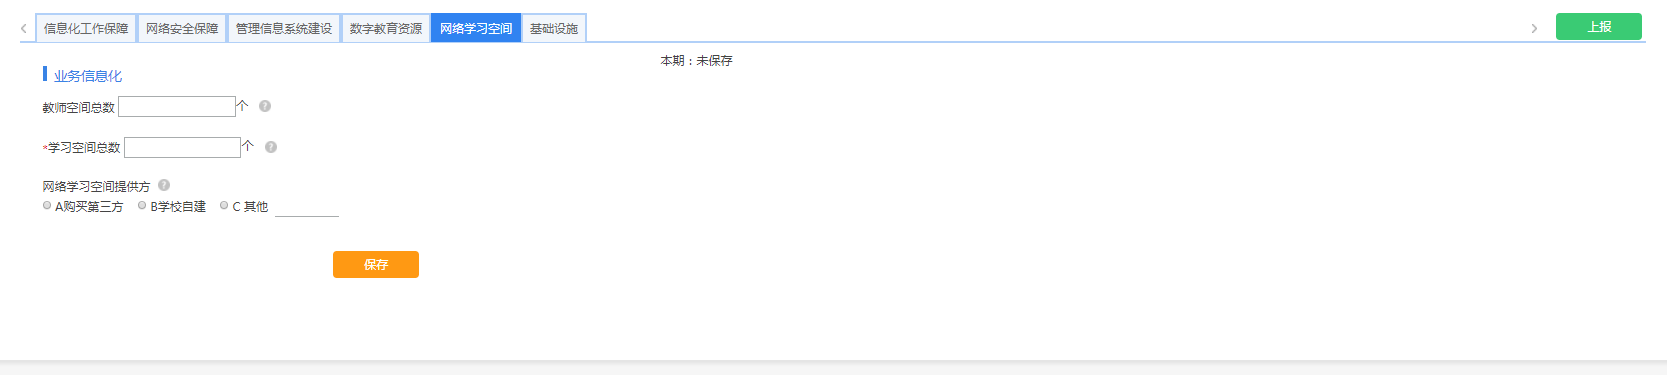 信息化工作保障 网络安全保障 管理信息系统建设 数字教育资源 网络学习空间 基础设施 上报
本期：未保存
业务信息化
教师空间总数 个 ?
*学习空间总数 个 ?
网络学习空间提供方 ?
A购买第三方 B学校自建 C 其他
保存